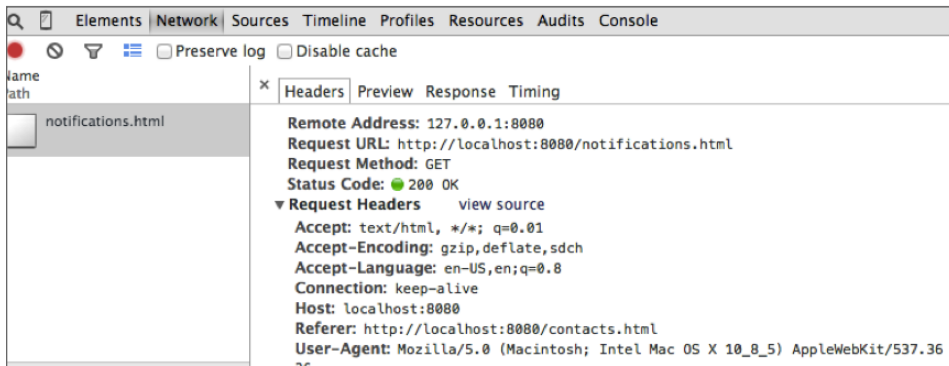 Elements Network Sources Timeline Profiles Resources Audits Console
Preserve log Disable cache
Name
Path
notifications.html
× Headers Preview Response Timing
Remote Address: 127.0.0.1:8080
Request URL: http://localhost:8080/notifications.html
Request Method: GET
Status Code: 200 OK
▼Request Headers view source
Accept: text/html, */*; q=0.01
Accept-Encoding: gzip,deflate,sdch
Accept-Language: en-US,en;q=0.8
Connection: keep-alive
Host: localhost:8080
Referer: http://localhost:8080/contacts.html
User-Agent: Mozilla/5.0 (Macintosh; Intel Mac OS X 10_8_5) AppleWebKit/537.36